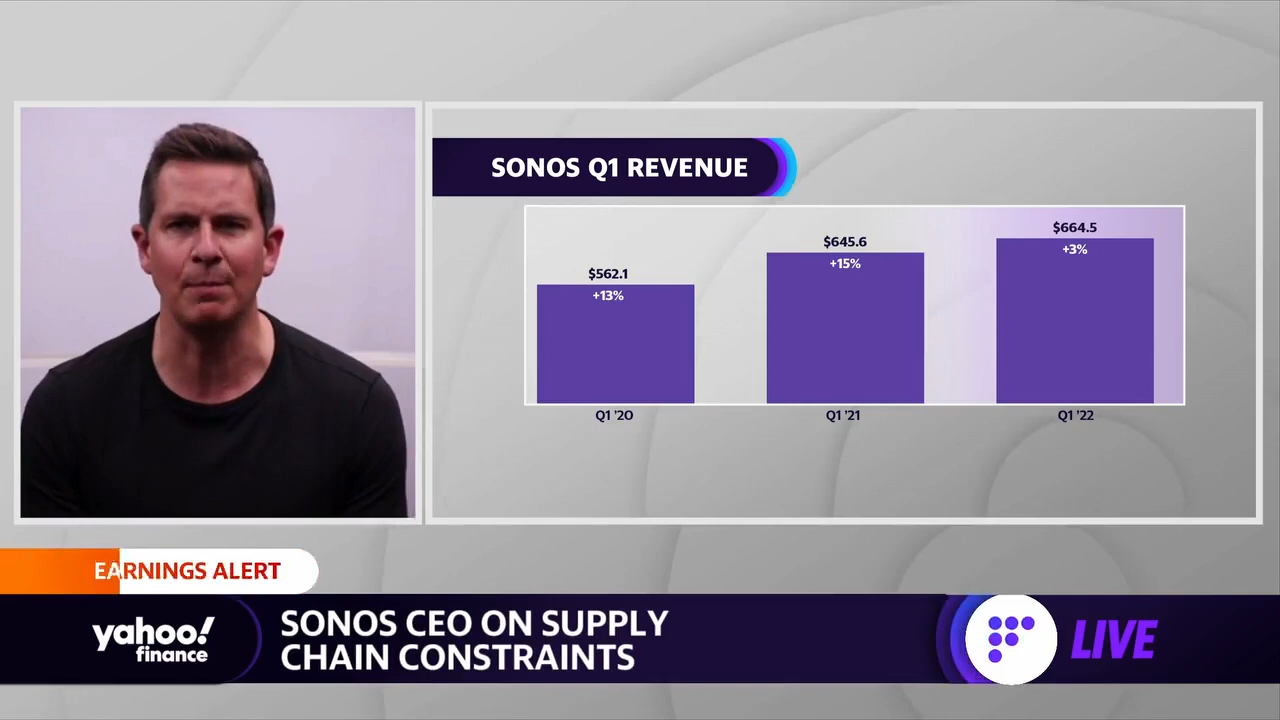 SONOS Q1 REVENUE
$562.1
+13%
$645.6
+15%
$664.5
+3%
Q1 '20
Q1 '21
Q1 '22
EARNINGS ALERT
yahoo!
finance
SONOS CEO ON SUPPLY
CHAIN CONSTRAINTS
LIVE